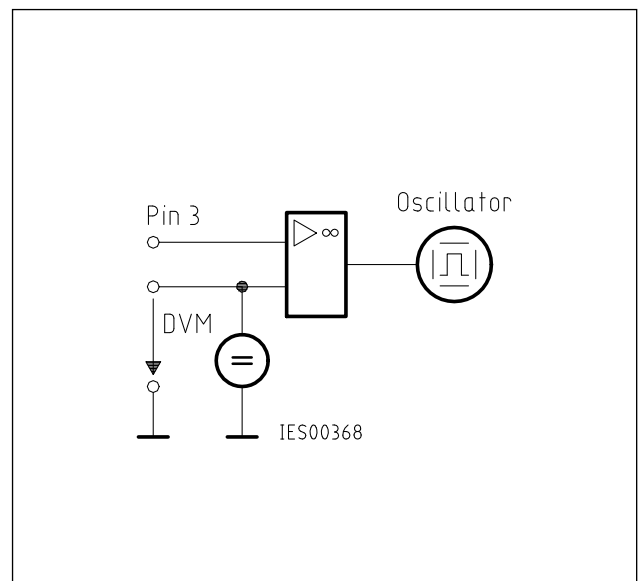 Oscillator
Pin 3
∞
DVM
=
IES00368